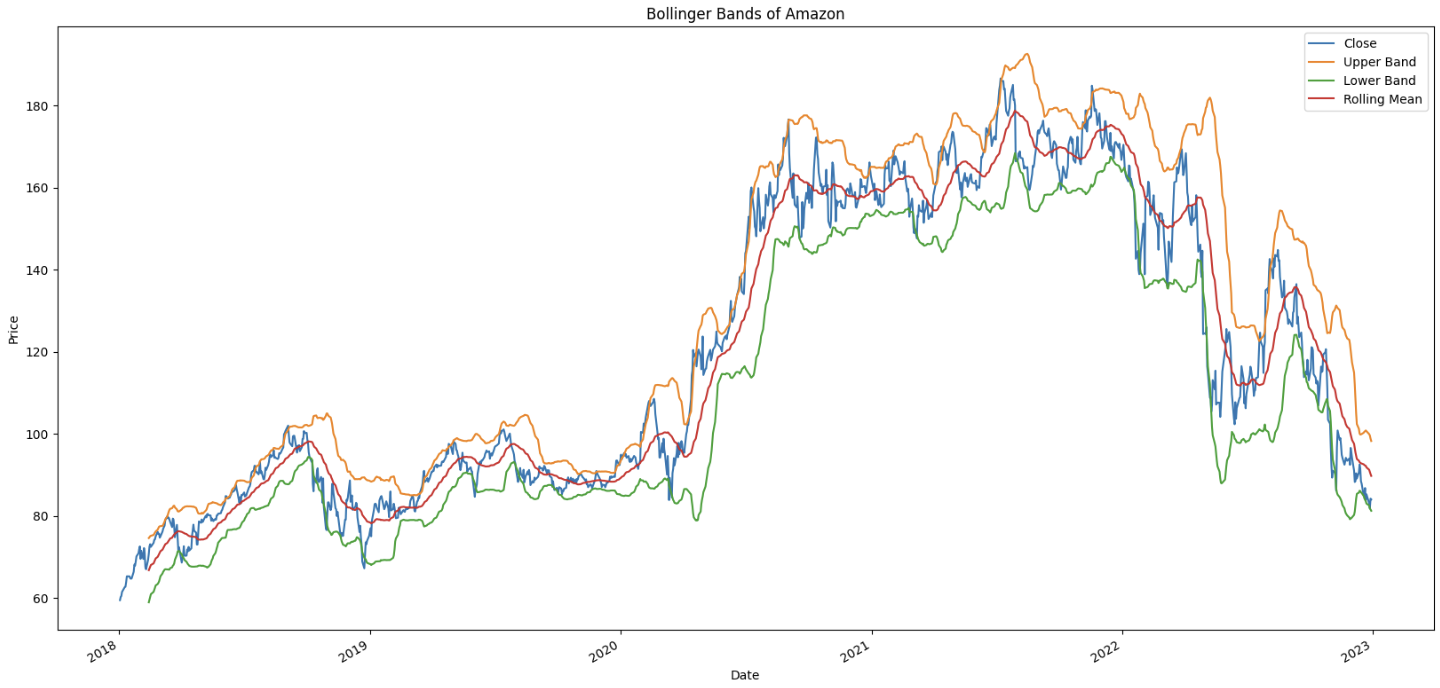 Bollinger Bands of Amazon
Close
Upper Band
Lower Band
Rolling Mean
180
160
140
120
100
80
60
Price
2018
2019
2020
2021
2022
2023
Date